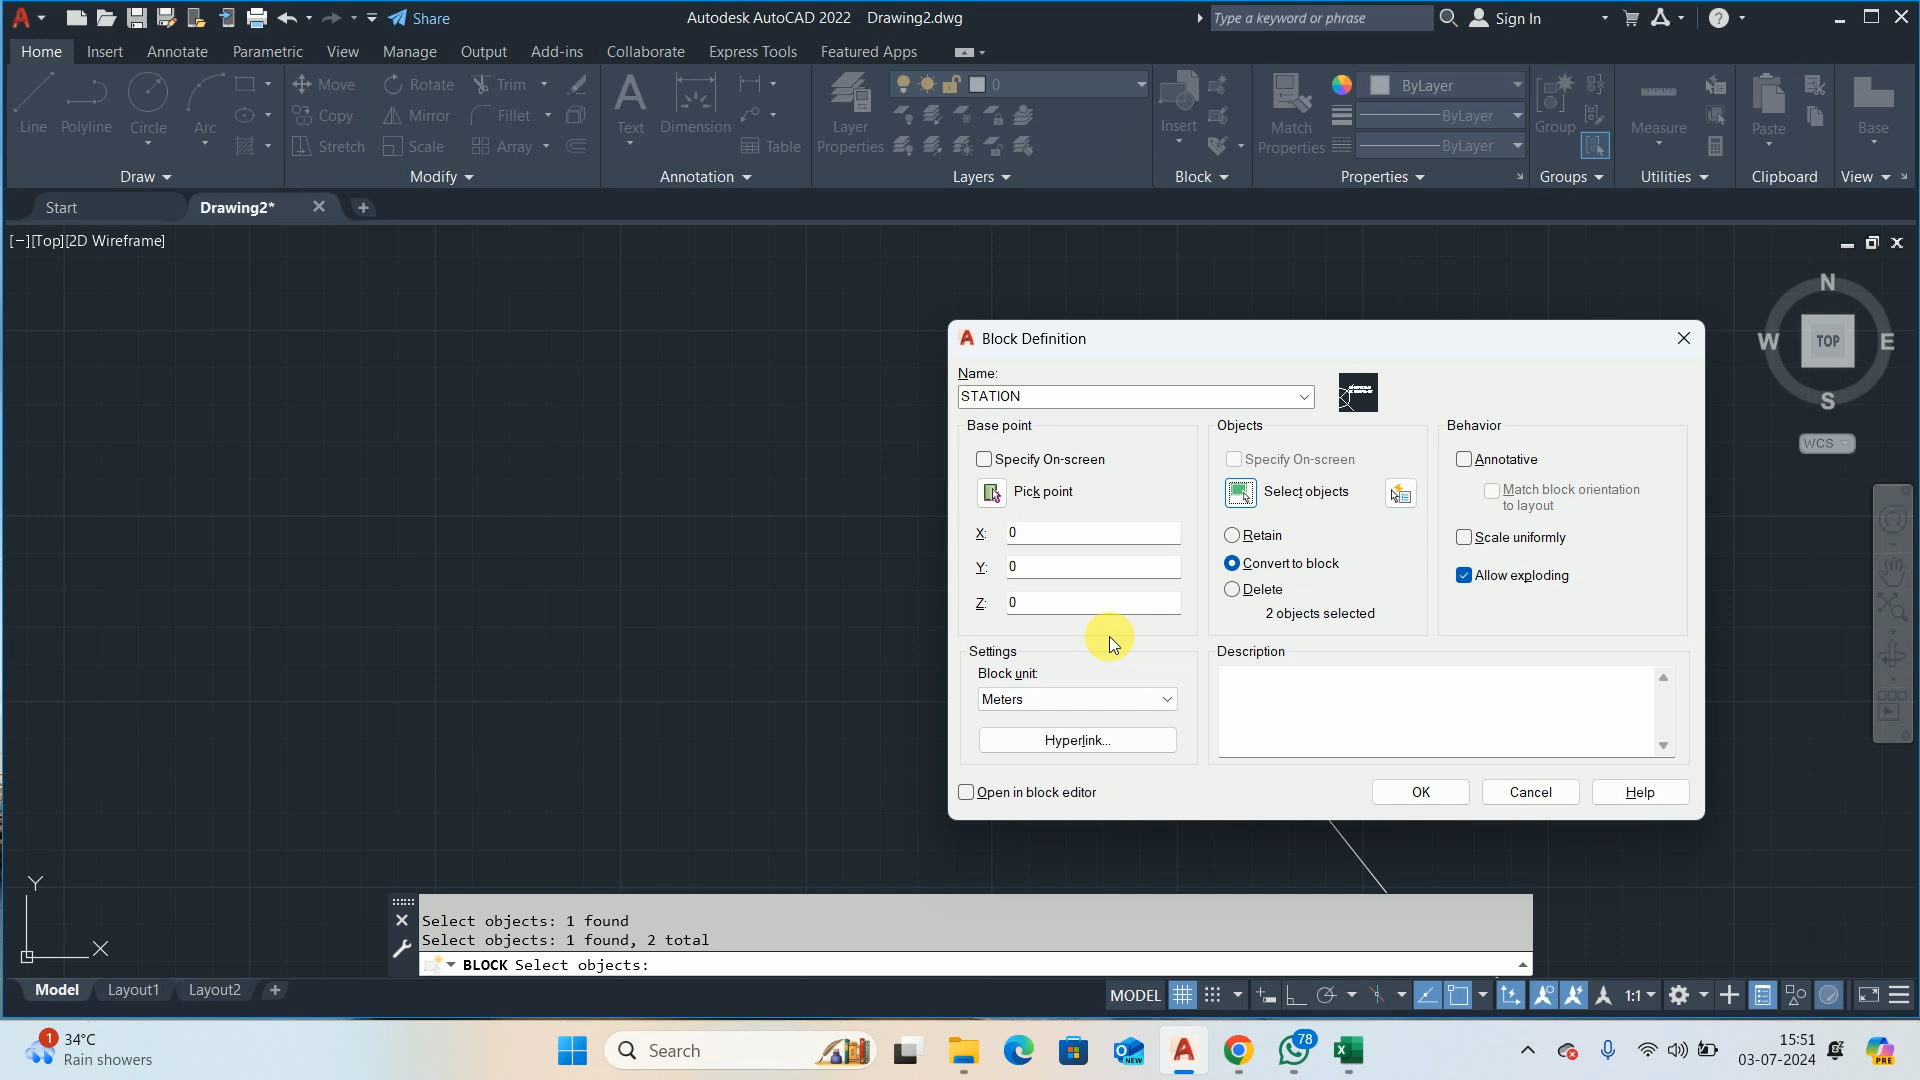 Share
Autodesk AutoCAD 2022 Drawing2.dwg
Type a keyword or phrase
Sign In
Home Insert Annotate Parametric View Manage Output Add-ins Collaborate Express Tools Featured Apps
Line Polyline Circle Arc
Move Rotate Trim
Copy Mirror Fillet
Stretch Scale Array
Text Dimension Table
Layer Properties
0
Insert
Match Properties
ByLayer
ByLayer
ByLayer
Group
Measure
Paste
Base
Draw Modify Annotation Layers Block Properties Groups Utilities Clipboard View
Start Drawing2*
[−][Top][2D Wireframe]
N
W TOP E
S
WCS
Block Definition
Name:
STATION
Base point
Specify On-screen
Pick point
X: 0
Y: 0
Z: 0
Objects
Specify On-screen
Select objects
Retain
Convert to block
Delete
2 objects selected
Behavior
Annotative
Match block orientation
to layout
Scale uniformly
Allow exploding
Settings
Block unit:
Meters
Hyperlink...
Description
Open in block editor
OK Cancel Help
Y
X
Select objects: 1 found
Select objects: 1 found, 2 total
BLOCK Select objects:
Model Layout1 Layout2
MODEL
1:1
1
34°C
Rain showers
Search
NEW
78
15:51
03-07-2024
PRE